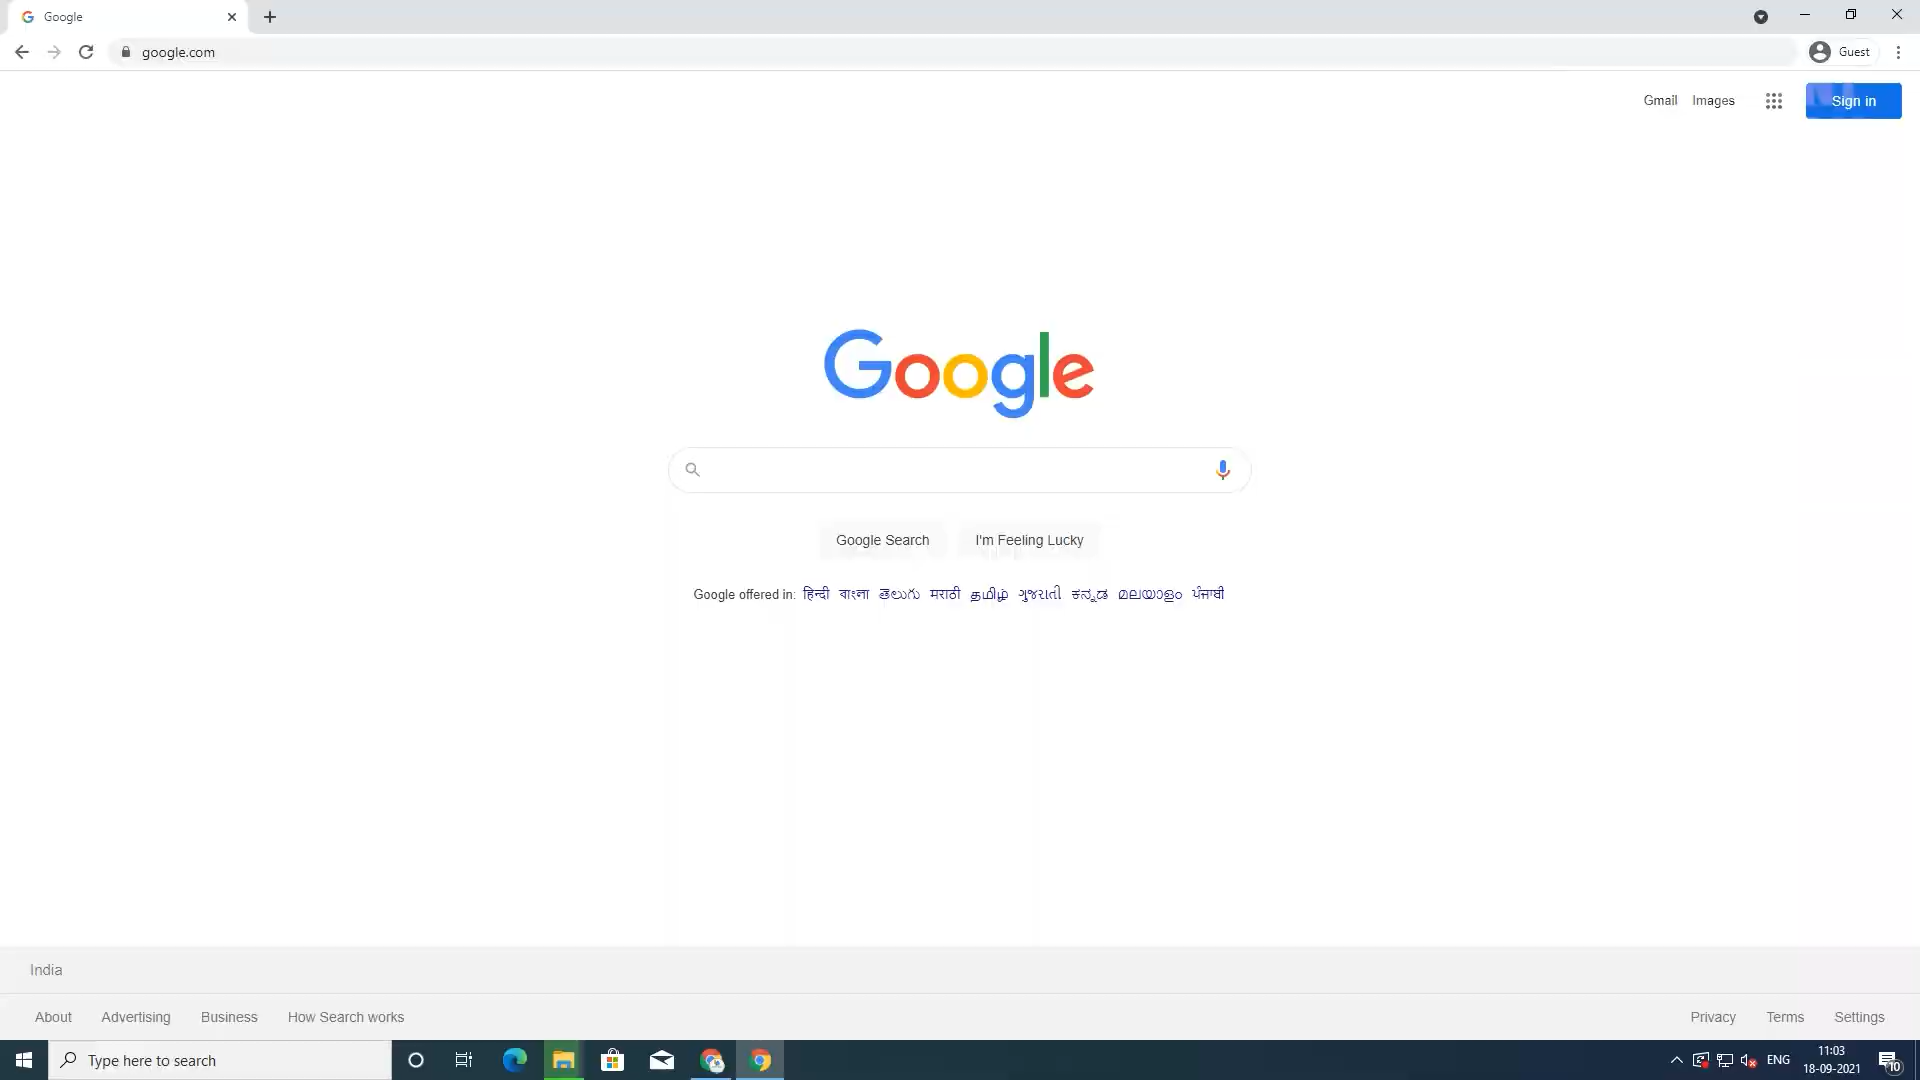 Google
google.com
Guest
Gmail Images Sign in
Google
Google Search I'm Feeling Lucky
Google offered in: हिन्दी বাংলা తెలుగు मराठी தமிழ் ગુજરાતી ಕನ್ನಡ മലയാളം ਪੰਜਾਬੀ
India
About Advertising Business How Search works Privacy Terms Settings
Type here to search
ENG
11:03
18-09-2021
10